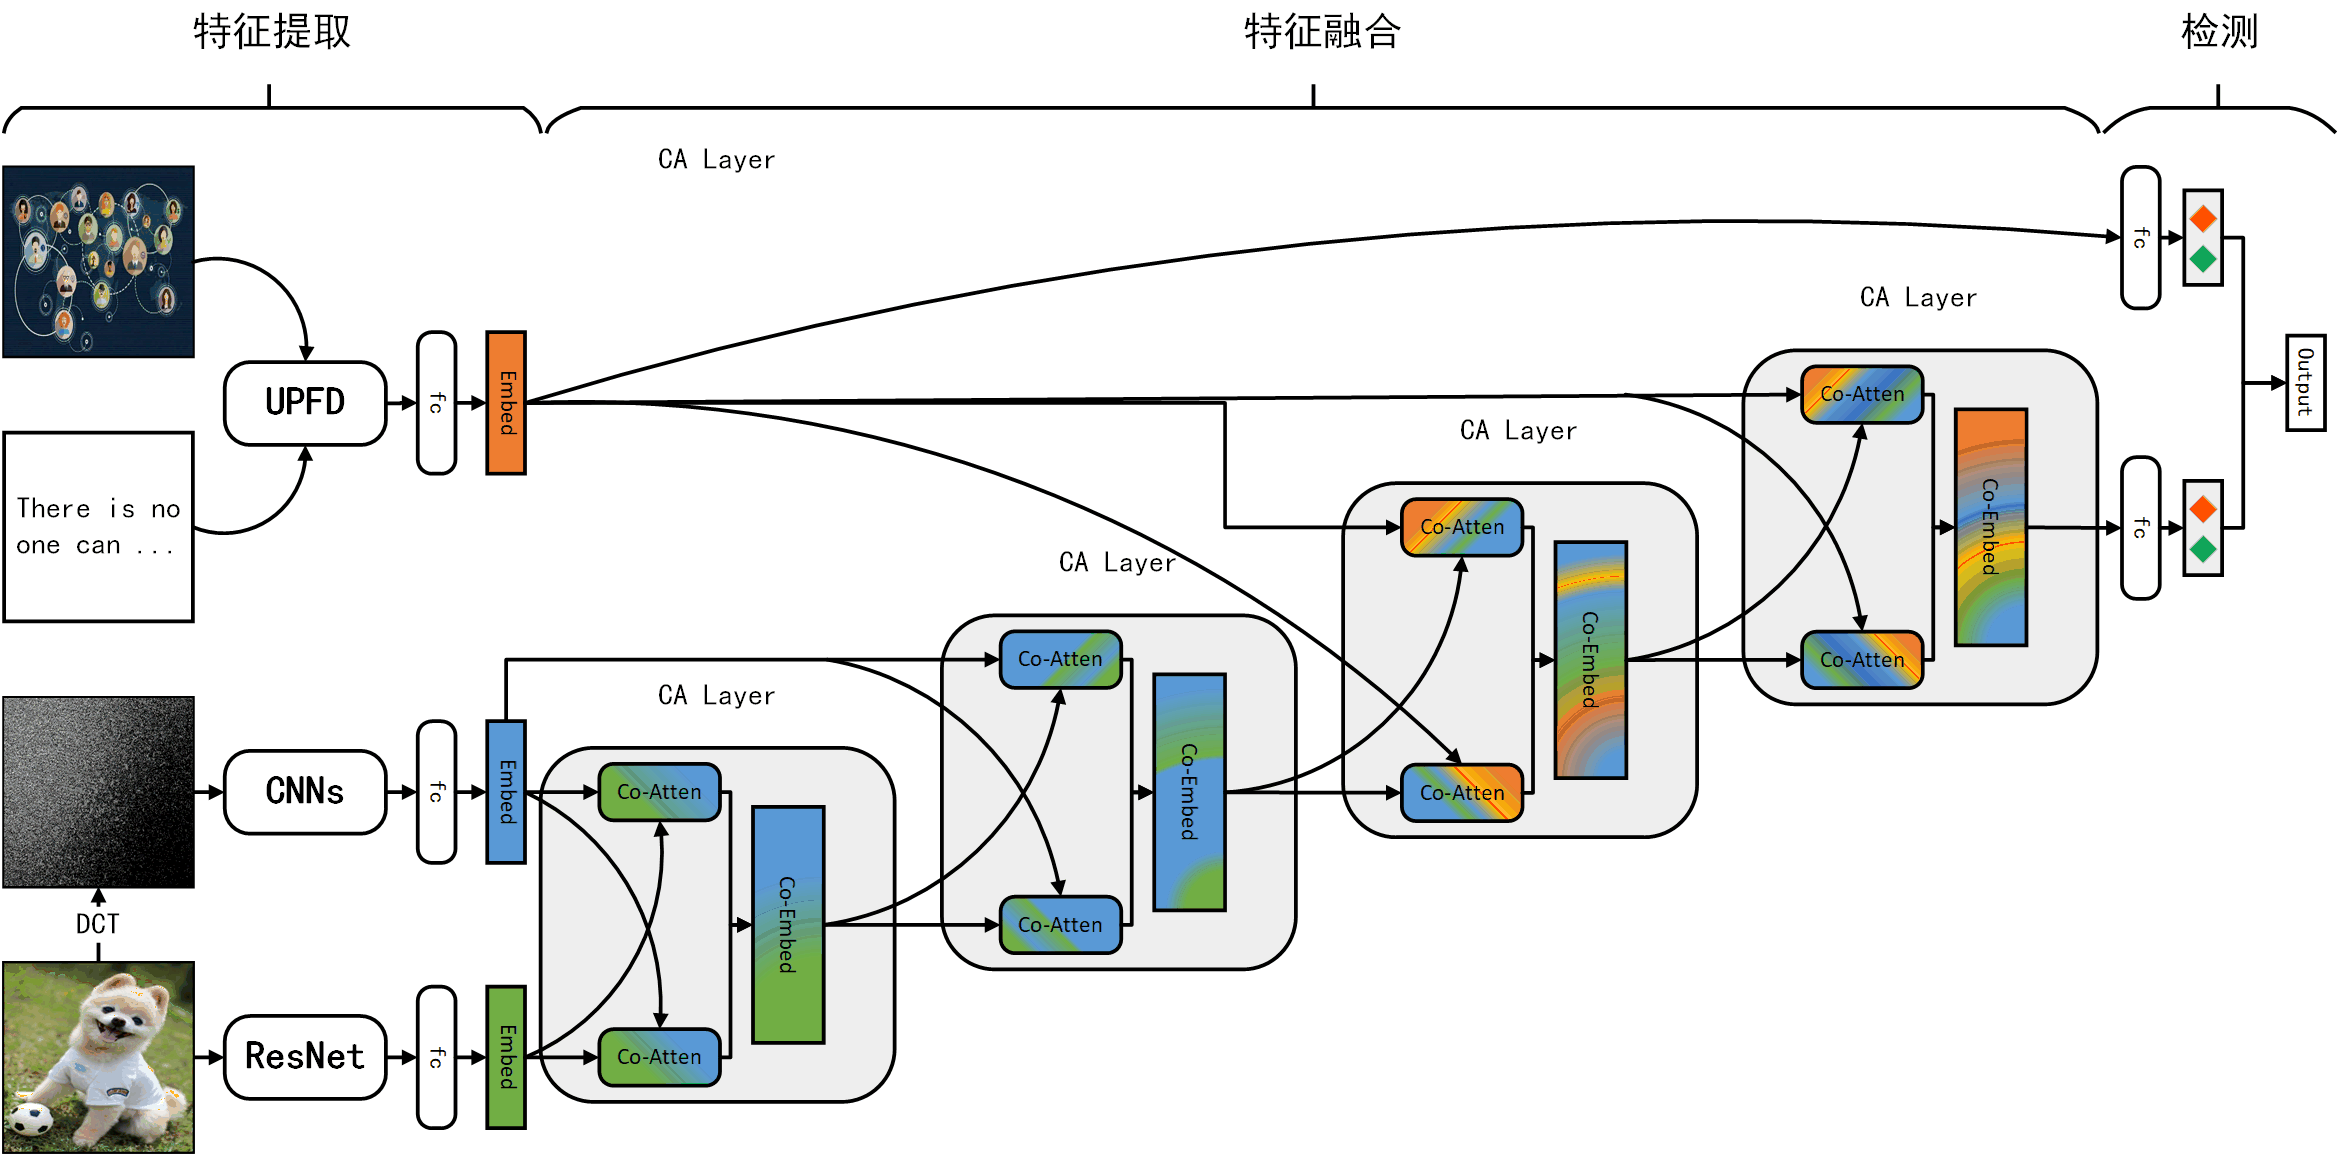 特征提取
特征融合
检测
CA Layer
fc
CA Layer
UPFD
fc
Embed
Co-Atten
Output
CA Layer
There is no
one can ...
Co-Atten
Co-Embed
fc
CA Layer
Co-Atten
Co-Embed
Co-Atten
CA Layer
CNNs
fc
Embed
Co-Atten
Co-Embed
Co-Atten
DCT
Co-Embed
Co-Atten
ResNet
fc
Embed
Co-Atten